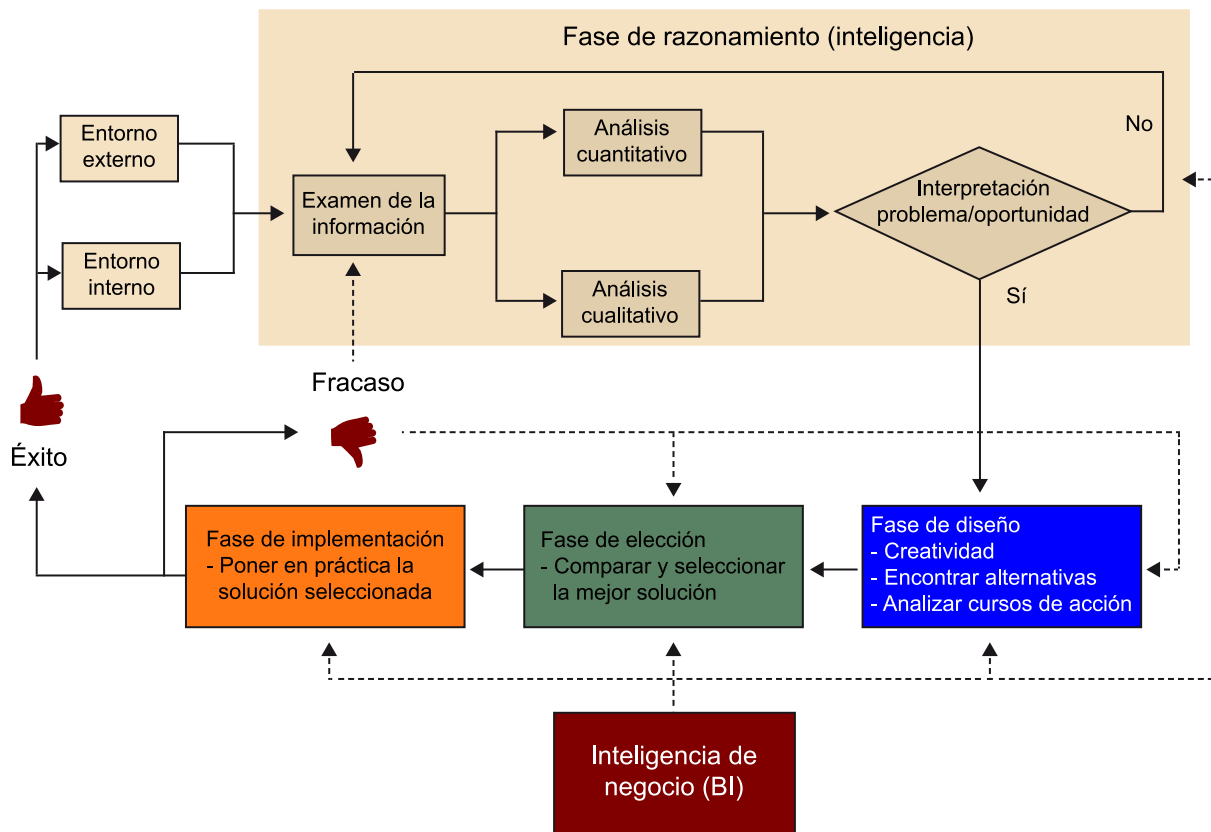 Fase de razonamiento (inteligencia)
No
Entorno
externo
Entorno
interno
Examen de la
información
Análisis
cuantitativo
Análisis
cualitativo
Interpretación
problema/oportunidad
Sí
Fracaso
Éxito
Fase de implementación
- Poner en práctica la
solución seleccionada
Fase de elección
- Comparar y seleccionar
la mejor solución
Fase de diseño
- Creatividad
- Encontrar alternativas
- Analizar cursos de acción
Inteligencia de
negocio (BI)